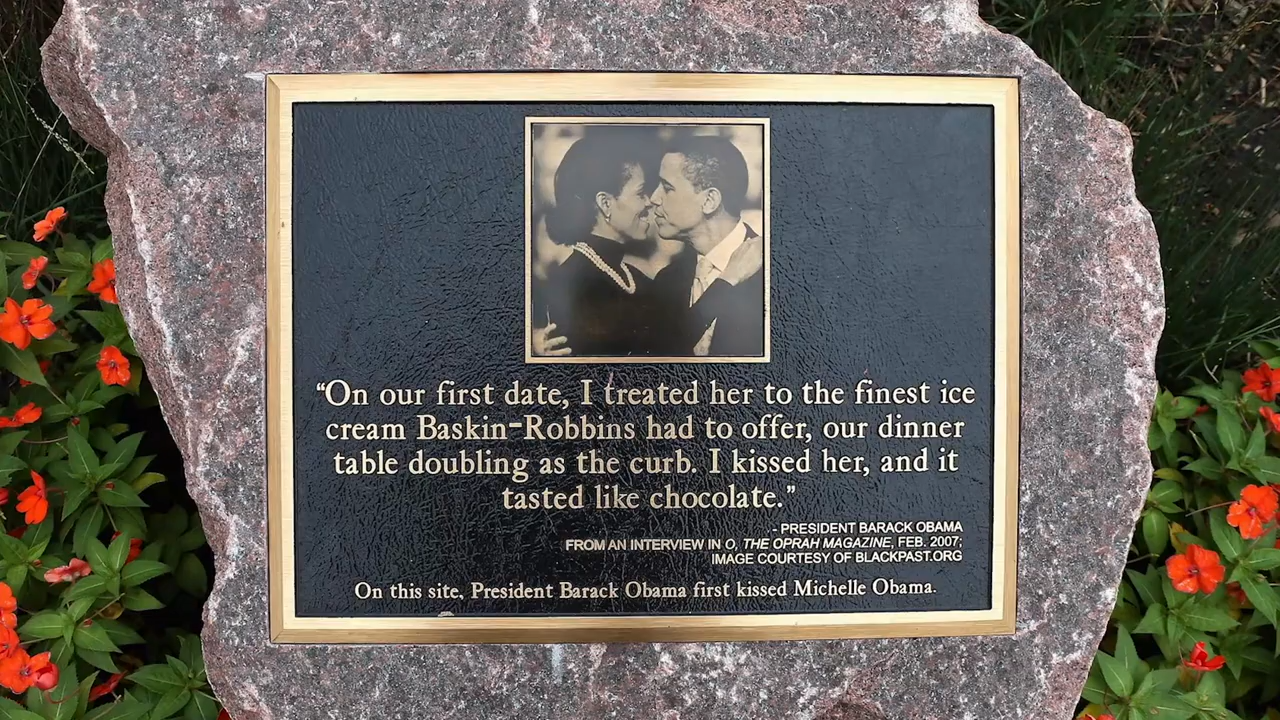 “On our first date, I treated her to the finest ice
cream Baskin-Robbins had to offer, our dinner
table doubling as the curb. I kissed her, and it
tasted like chocolate.”
- PRESIDENT BARACK OBAMA
FROM AN INTERVIEW IN O, THE OPRAH MAGAZINE, FEB. 2007;
IMAGE COURTESY OF BLACKPAST.ORG
On this site, President Barack Obama first kissed Michelle Obama.